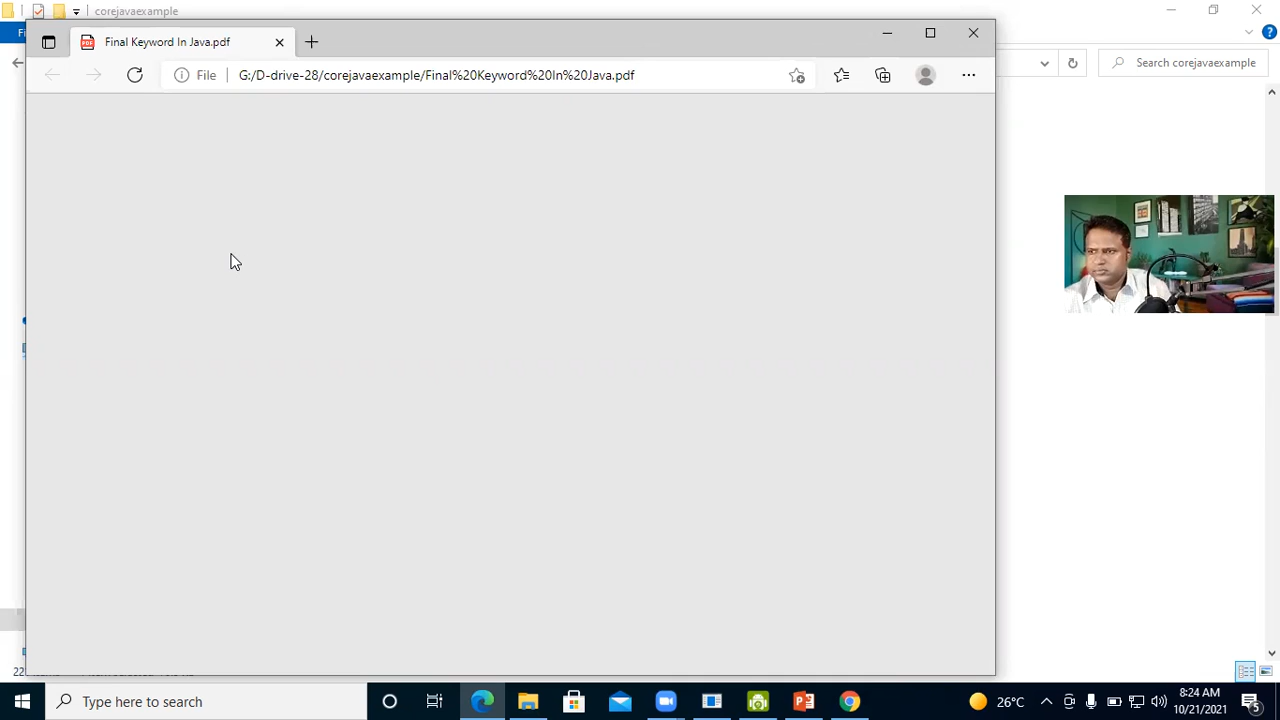 corejavaexample
Final Keyword In Java.pdf
File
G:/D-drive-28/corejavaexample/Final%20Keyword%20In%20Java.pdf
Search corejavaexample
Type here to search
26°C
8:24 AM
10/21/2021
5